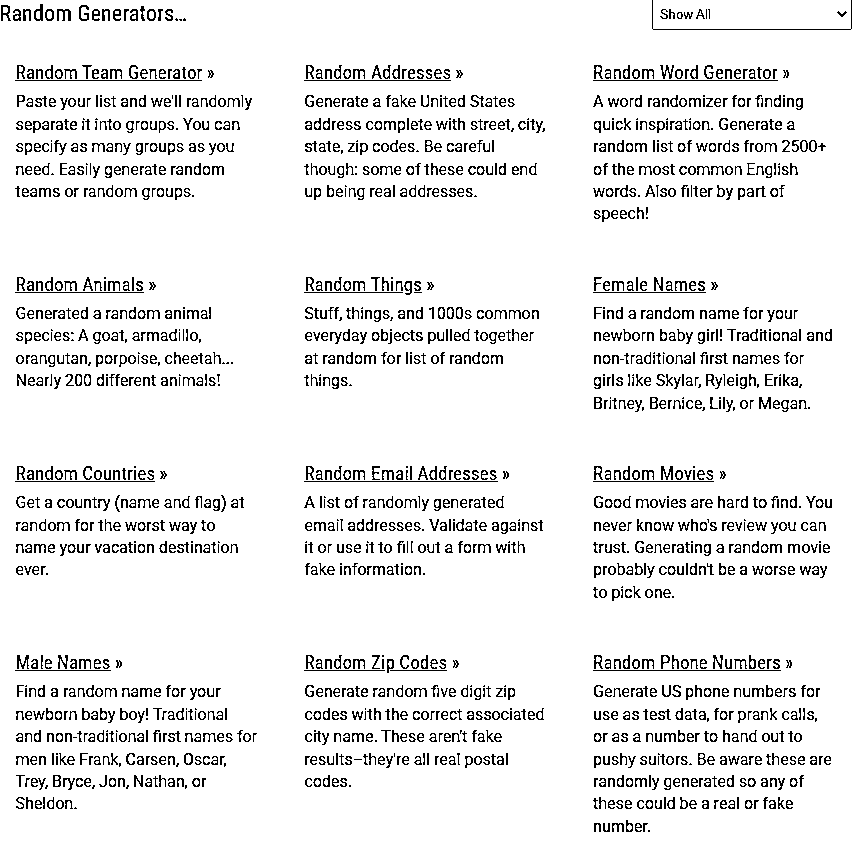 Random Generators...
Show All
Random Team Generator »
Paste your list and we'll randomly
separate it into groups. You can
specify as many groups as you
need. Easily generate random
teams or random groups.
Random Addresses »
Generate a fake United States
address complete with street, city,
state, zip codes. Be careful
though: some of these could end
up being real addresses.
Random Word Generator »
A word randomizer for finding
quick inspiration. Generate a
random list of words from 2500+
of the most common English
words. Also filter by part of
speech!
Random Animals »
Generated a random animal
species: A goat, armadillo,
orangutan, porpoise, cheetah...
Nearly 200 different animals!
Random Things »
Stuff, things, and 1000s common
everyday objects pulled together
at random for list of random
things.
Female Names »
Find a random name for your
newborn baby girl! Traditional and
non-traditional first names for
girls like Skylar, Ryleigh, Erika,
Britney, Bernice, Lily, or Megan.
Random Countries »
Get a country (name and flag) at
random for the worst way to
name your vacation destination
ever.
Random Email Addresses »
A list of randomly generated
email addresses. Validate against
it or use it to fill out a form with
fake information.
Random Movies »
Good movies are hard to find. You
never know who's review you can
trust. Generating a random movie
probably couldn't be a worse way
to pick one.
Male Names »
Find a random name for your
newborn baby boy! Traditional
and non-traditional first names for
men like Frank, Carsen, Oscar,
Trey, Bryce, Jon, Nathan, or
Sheldon.
Random Zip Codes »
Generate random five digit zip
codes with the correct associated
city name. These aren't fake
results–they're all real postal
codes.
Random Phone Numbers »
Generate US phone numbers for
use as test data, for prank calls,
or as a number to hand out to
pushy suitors. Be aware these are
randomly generated so any of
these could be a real or fake
number.